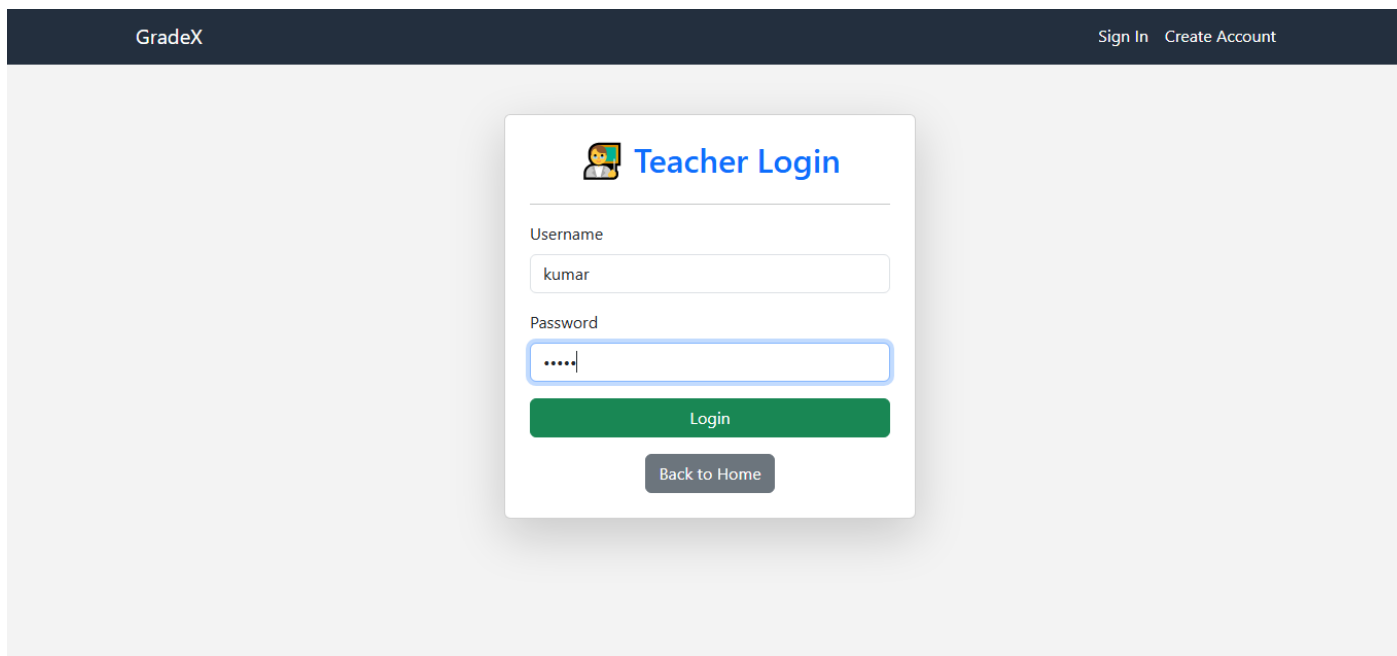 GradeX Sign In Create Account
Teacher Login
Username
kumar
Password
•••••
Login
Back to Home